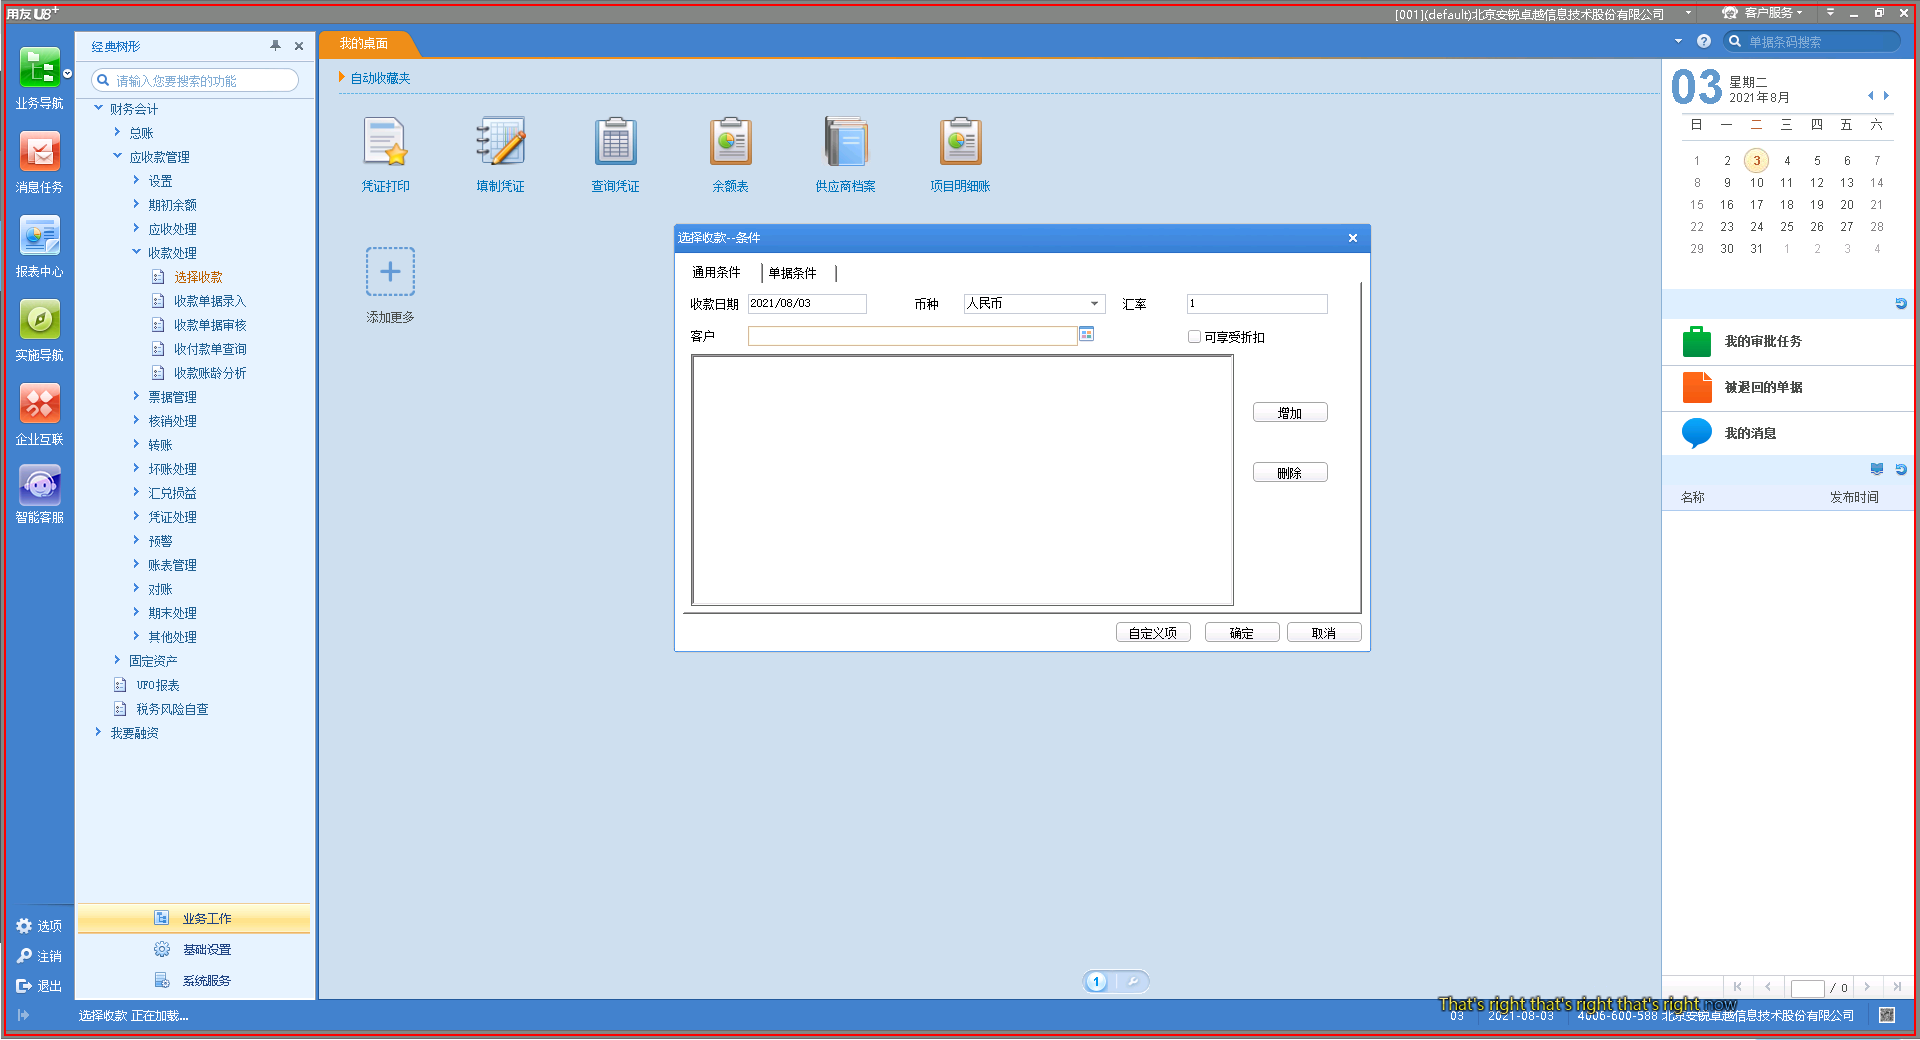 用友U8+
[001](default)北京安锐卓越信息技术股份有限公司
客户服务
业务导航
消息任务
报表中心
实施导航
企业互联
智能客服
选项
注销
退出
经典树形
请输入您要搜索的功能
财务会计
总账
应收款管理
设置
期初余额
应收处理
收款处理
选择收款
收款单据录入
收款单据审核
收付款单查询
收款账龄分析
票据管理
核销处理
转账
坏账处理
汇兑损益
凭证处理
预警
账表管理
对账
期末处理
其他处理
固定资产
UFO报表
税务风险自查
我要融资
业务工作
基础设置
系统服务
我的桌面
自动收藏夹
凭证打印
填制凭证
查询凭证
余额表
供应商档案
项目明细账
添加更多
选择收款--条件
通用条件
单据条件
收款日期 2021/08/03 币种 人民币 汇率 1
客户 可享受折扣
增加
删除
自定义项 确定 取消
1
单据条码搜索
03 星期二
2021年8月
日 一 二 三 四 五 六
1 2 3 4 5 6 7
8 9 10 11 12 13 14
15 16 17 18 19 20 21
22 23 24 25 26 27 28
29 30 31 1 2 3 4
我的审批任务
被退回的单据
我的消息
名称 发布时间
/ 0
That's right that's right that's right now
选择收款 正在加载...
03 2021-08-03 4006-600-588 北京安锐卓越信息技术股份有限公司